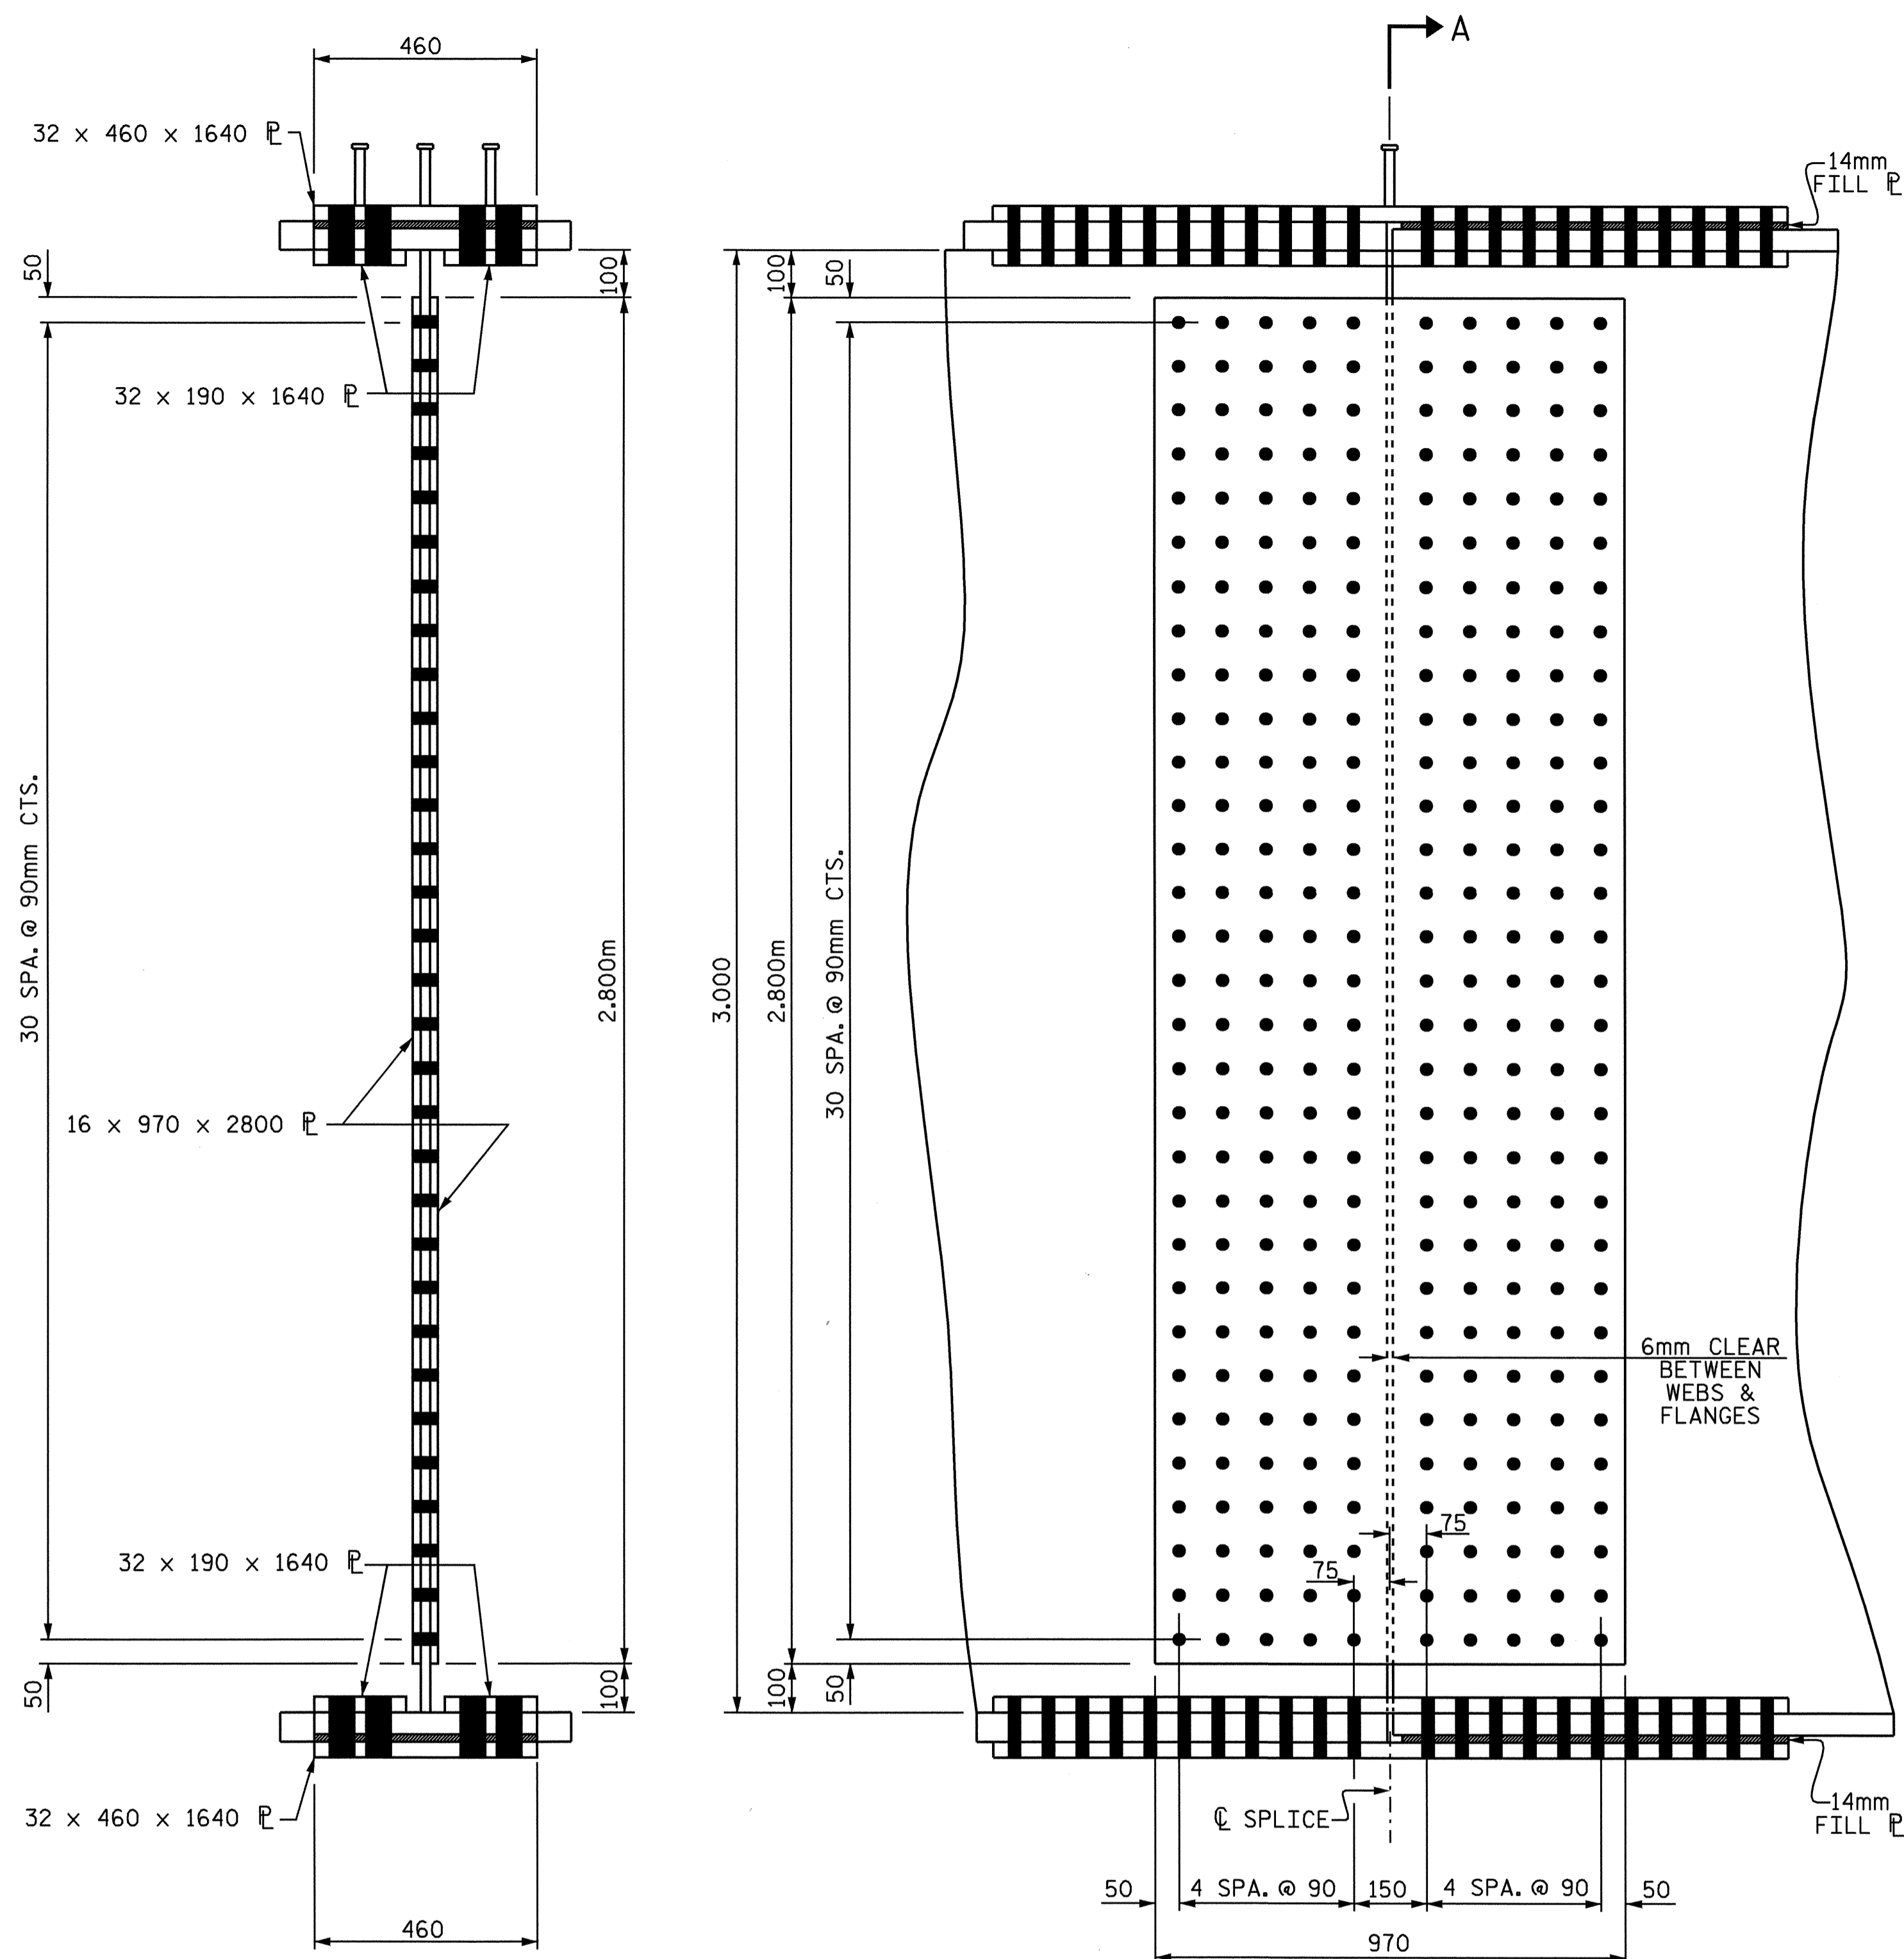 460
32 x 460 x 1640 ⅊
50
100
32 x 190 x 1640 ⅊
30 SPA. @ 90mm CTS.
2.800m
16 x 970 x 2800 ⅊
32 x 190 x 1640 ⅊
50
100
32 x 460 x 1640 ⅊
460
A
14mm
FILL ⅊
100
50
3.000
2.800m
30 SPA. @ 90mm CTS.
6mm CLEAR
BETWEEN
WEBS &
FLANGES
75
75
100
50
℄ SPLICE
14mm
FILL ⅊
50
4 SPA. @ 90
150
4 SPA. @ 90
50
970